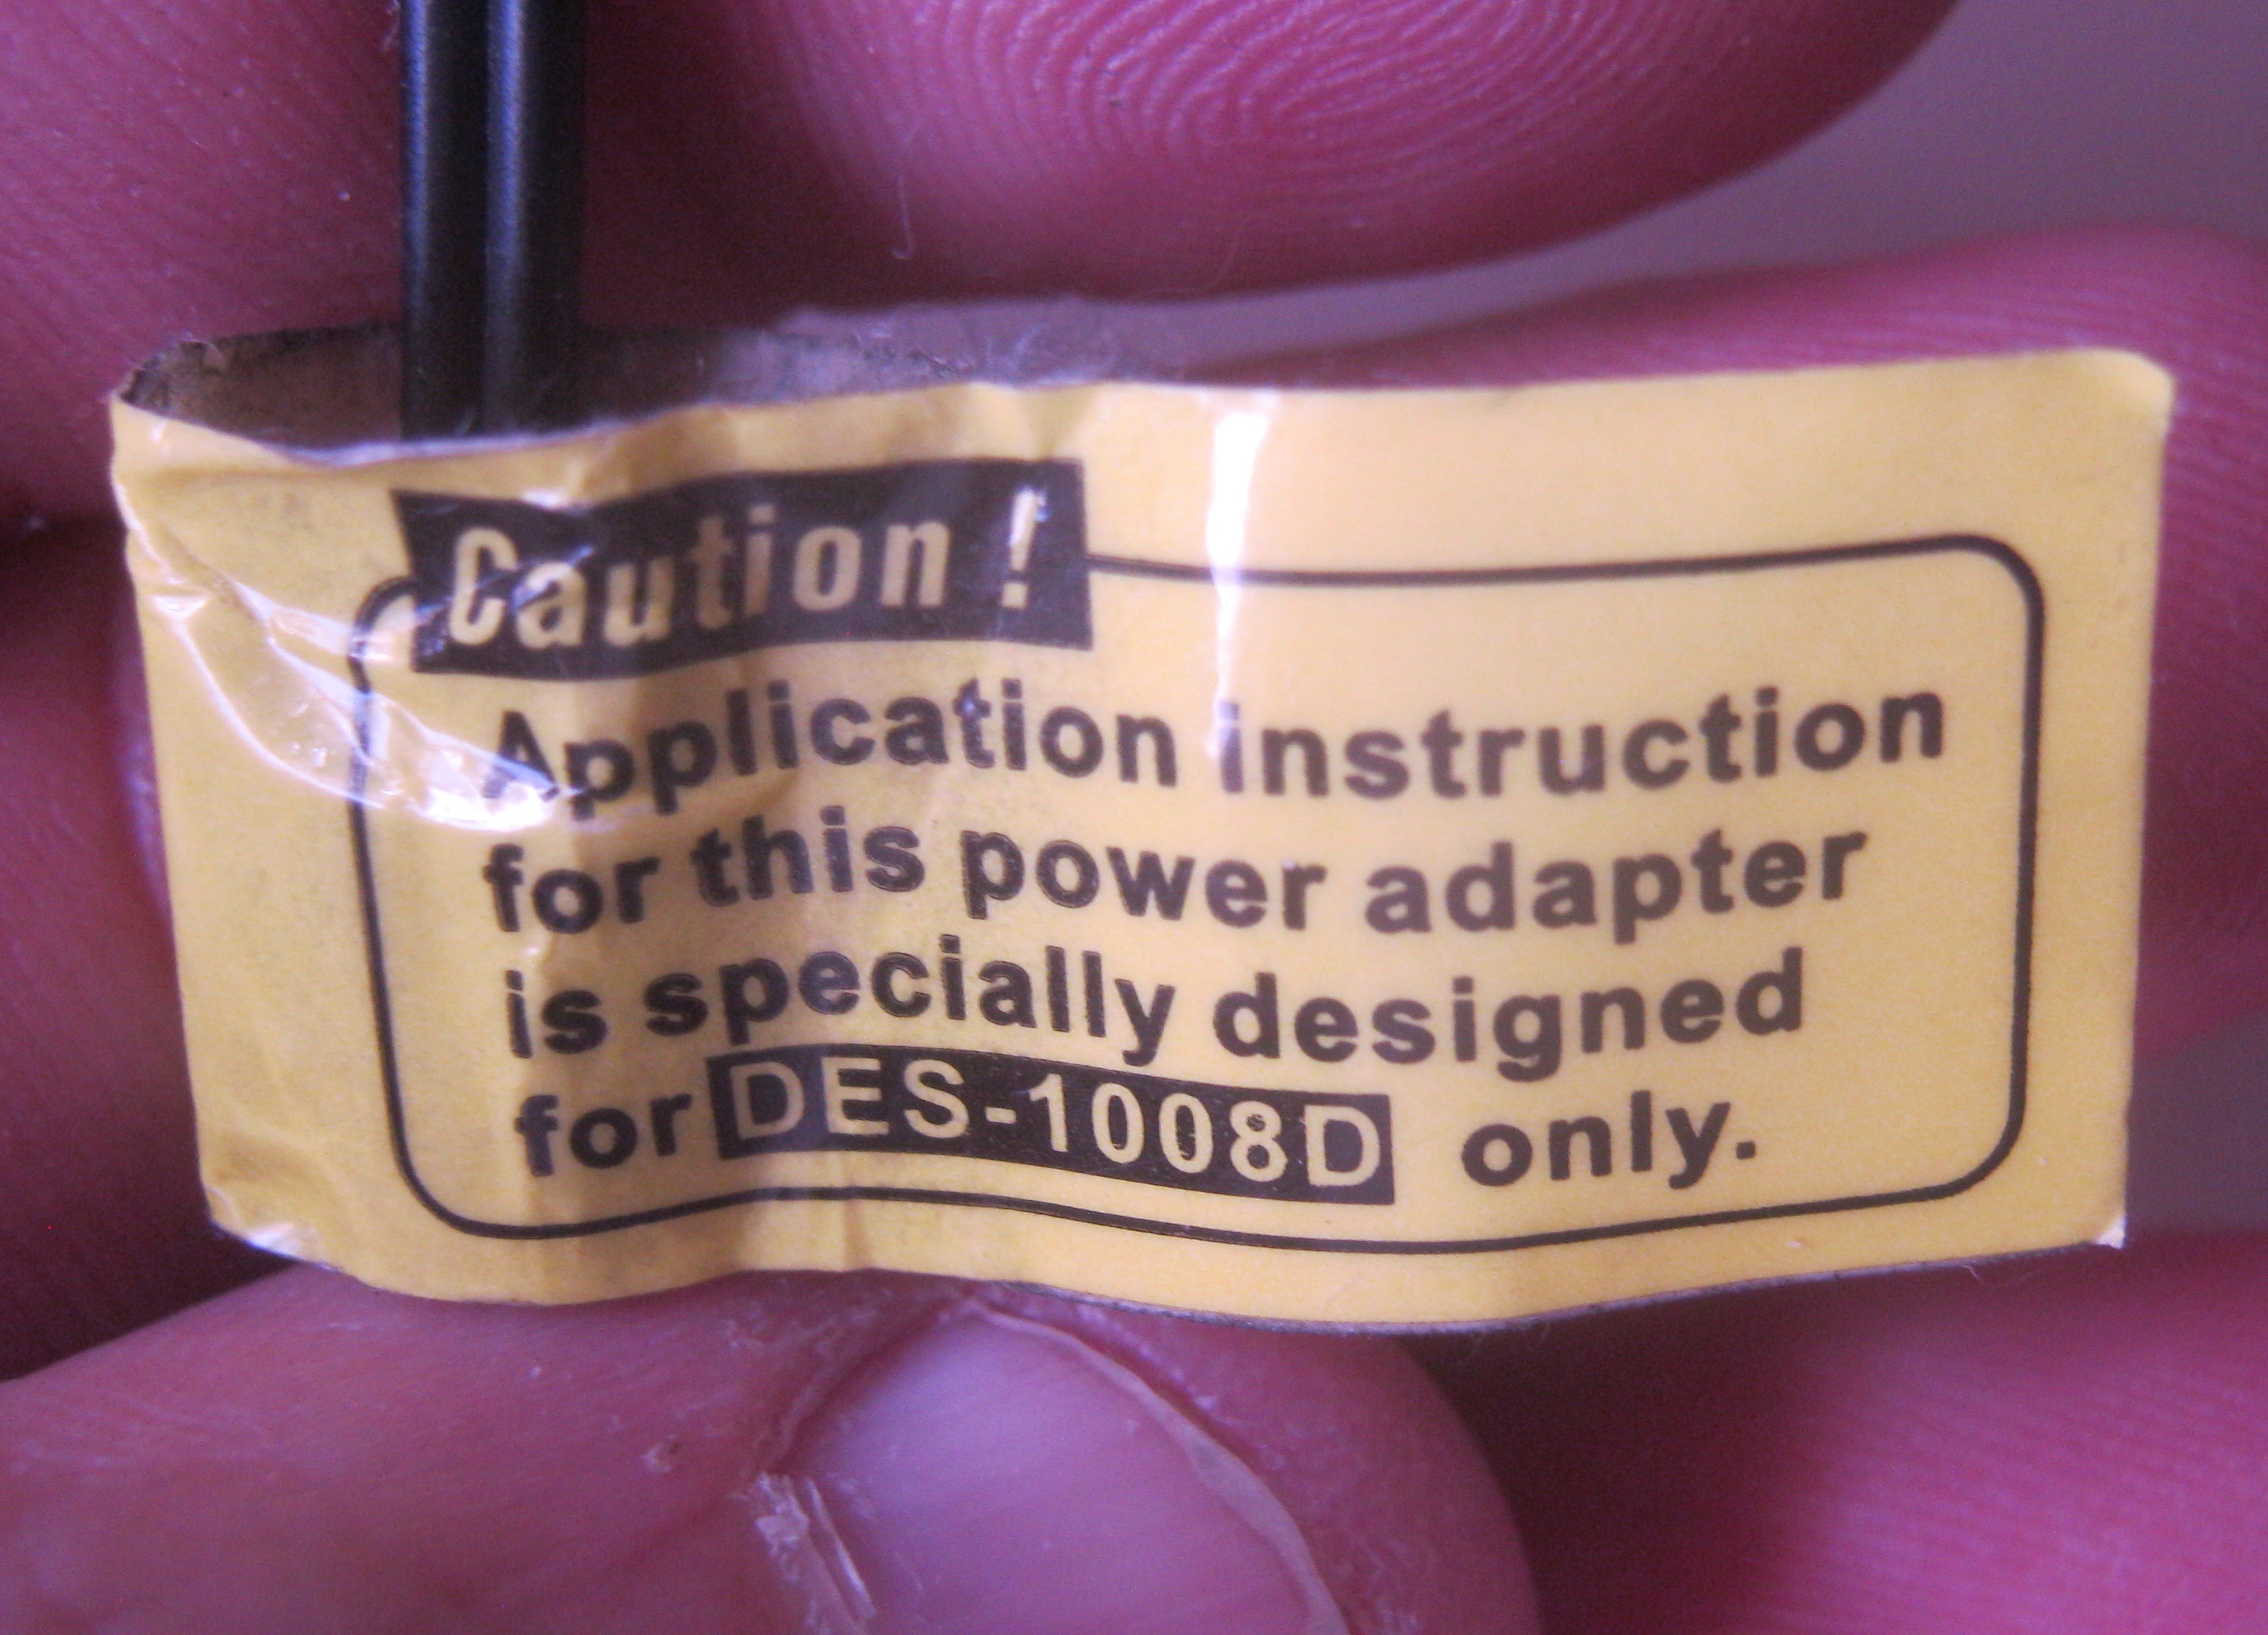 Caution !
Application instruction
for this power adapter
is specially designed
for DES-1008D only.